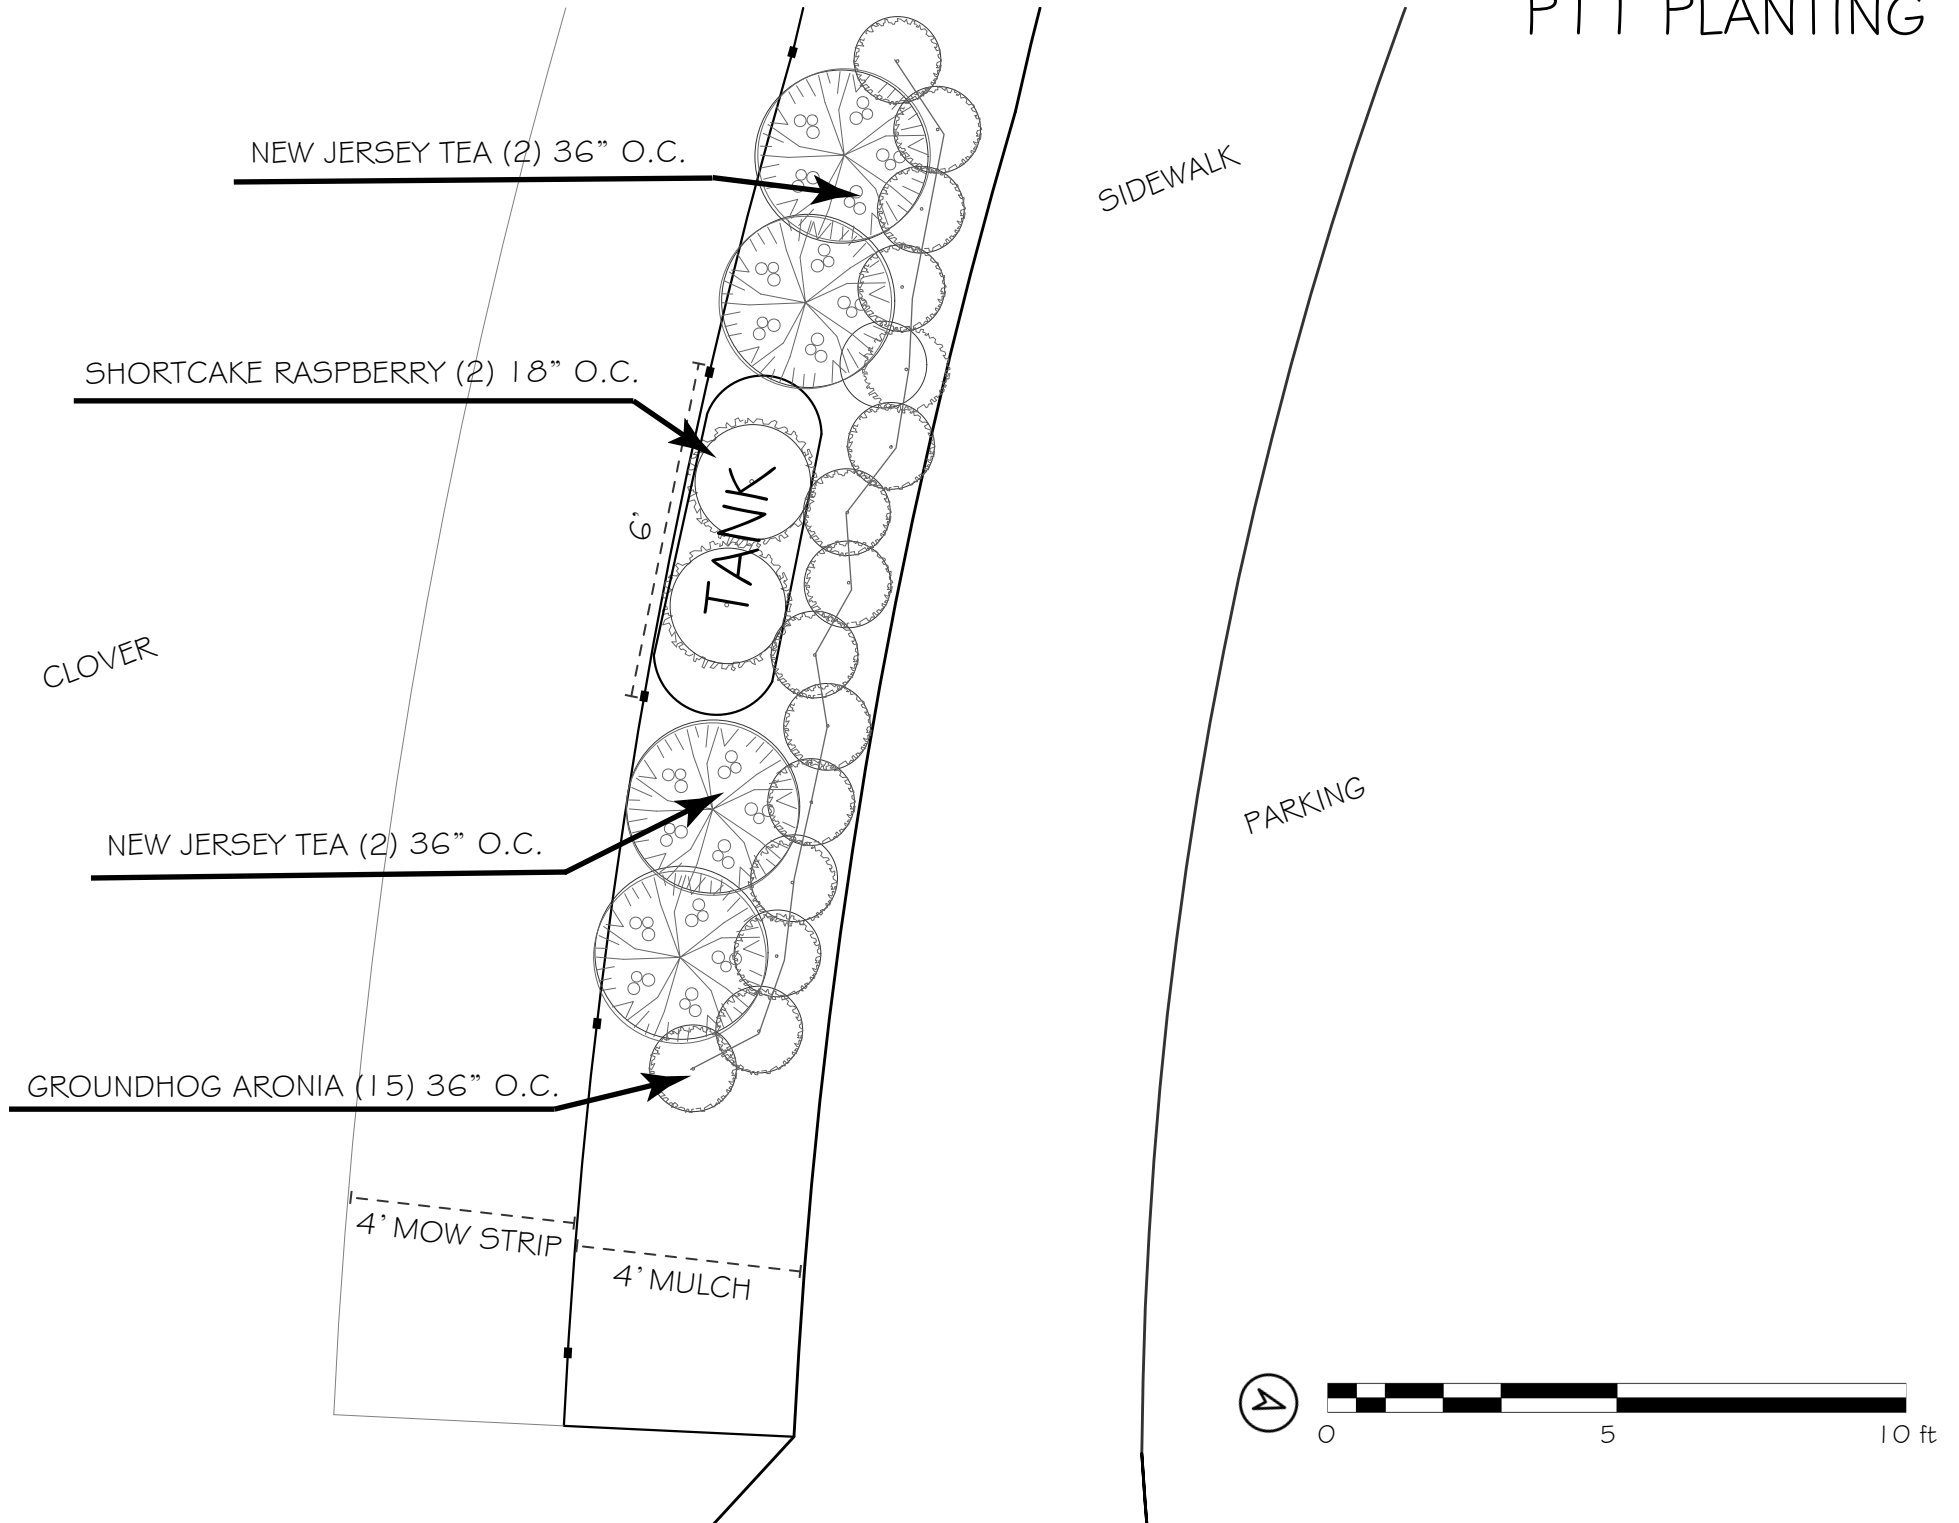 PTT PLANTING
NEW JERSEY TEA (2) 36” O.C.
SIDEWALK
SHORTCAKE RASPBERRY (2) 18” O.C.
TANK
6’
CLOVER
PARKING
NEW JERSEY TEA (2) 36” O.C.
GROUNDHOG ARONIA (15) 36” O.C.
4’ MOW STRIP
4’ MULCH
0 5 10 ft